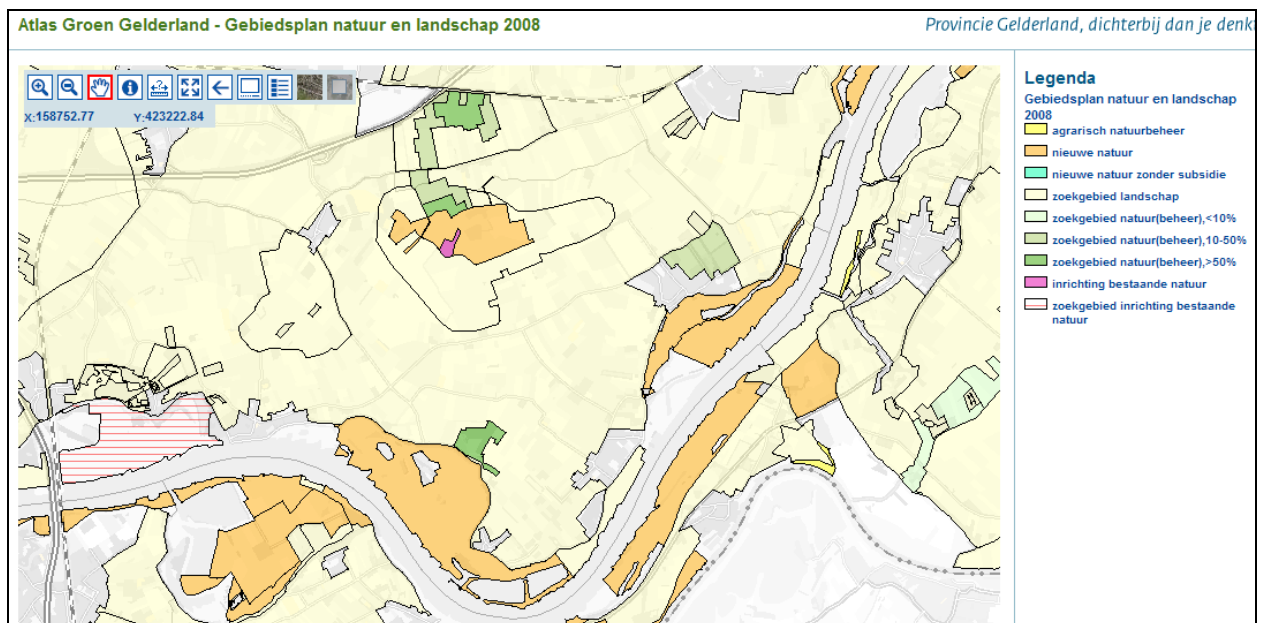 Atlas Groen Gelderland - Gebiedsplan natuur en landschap 2008
Provincie Gelderland, dichterbij dan je denkt
X:158752.77 Y:423222.84
Legenda
Gebiedsplan natuur en landschap
2008
agrarisch natuurbeheer
nieuwe natuur
nieuwe natuur zonder subsidie
zoekgebied landschap
zoekgebied natuur(beheer),<10%
zoekgebied natuur(beheer),10-50%
zoekgebied natuur(beheer),>50%
inrichting bestaande natuur
zoekgebied inrichting bestaande
natuur